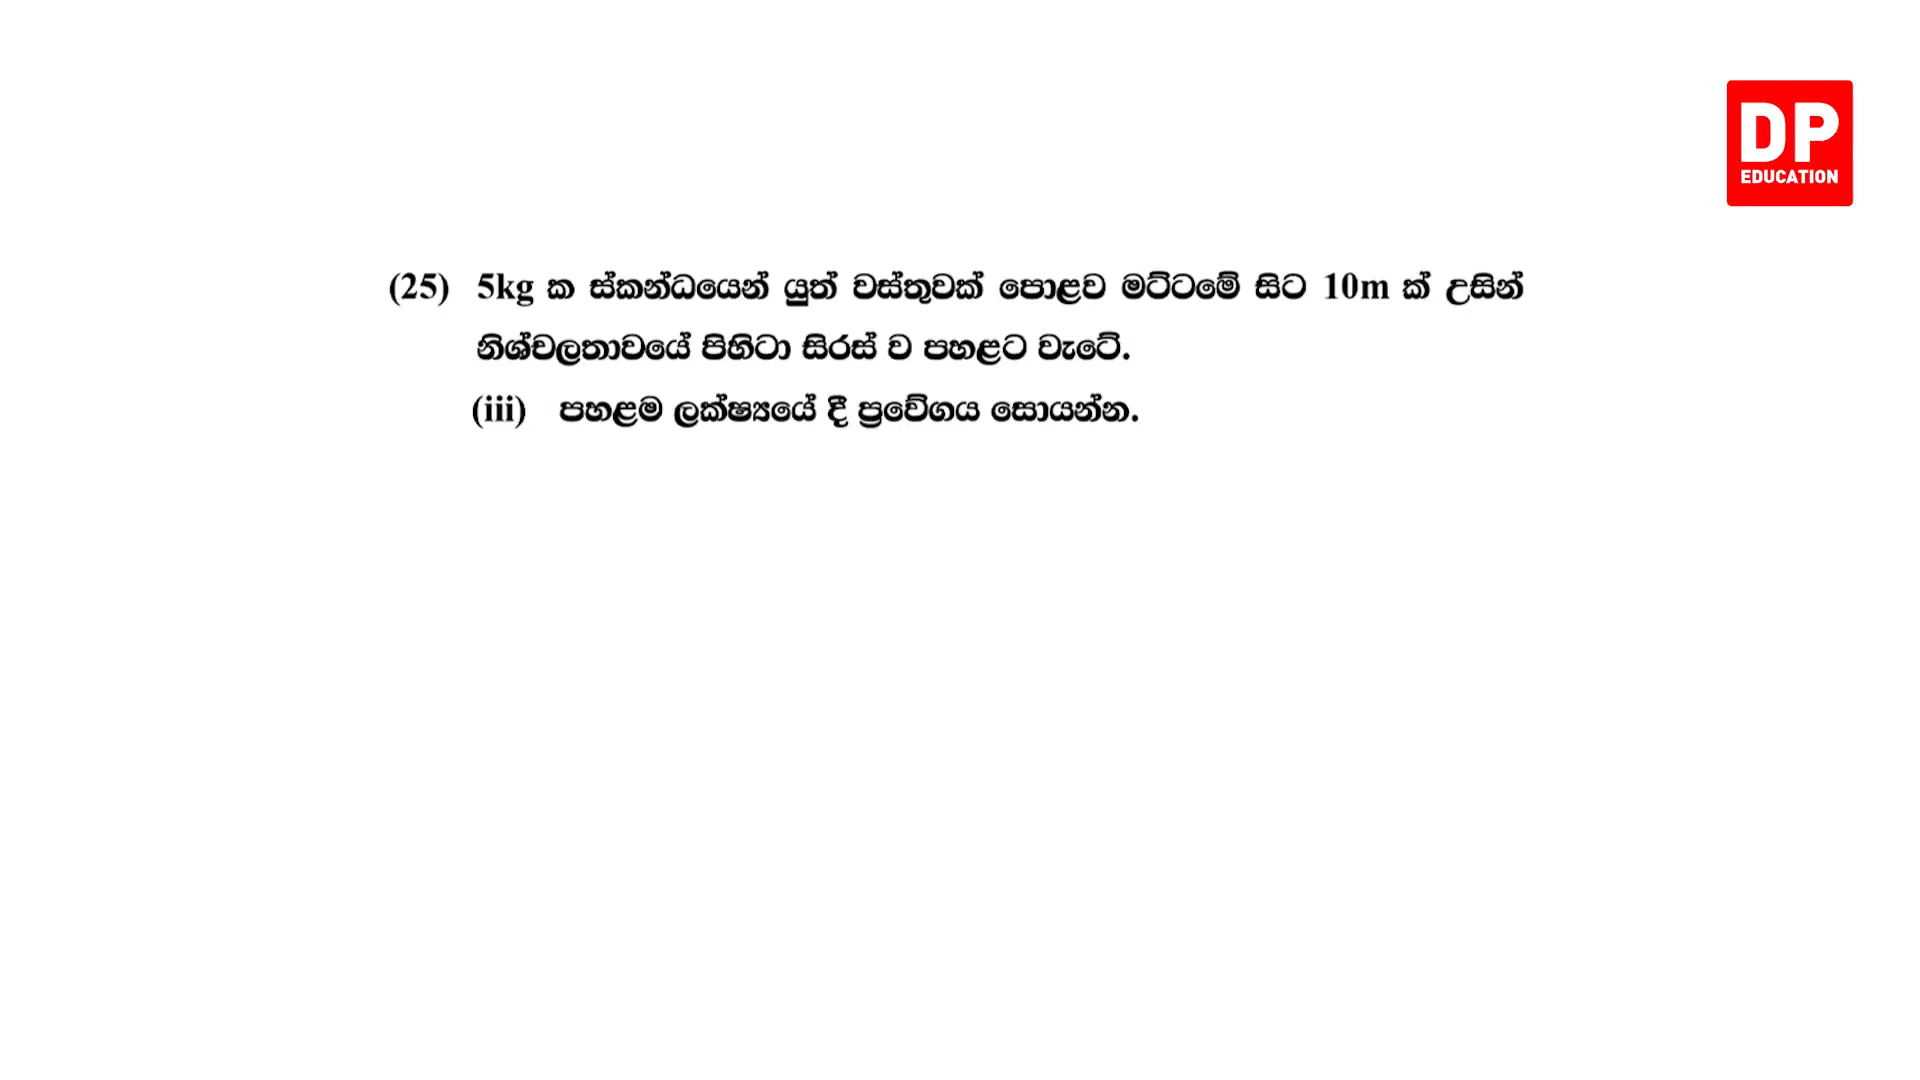 DP
EDUCATION
(25) 5kg ක ස්කන්ධයෙන් යුත් වස්තුවක් පොළව මට්ටමේ සිට 10m ක් උසින්
නිශ්චලතාවයේ පිහිටා සිරස් ව පහළට වැටේ.
(iii) පහළම ලක්ෂ්‍යයේ දී ප්‍රවේගය සොයන්න.